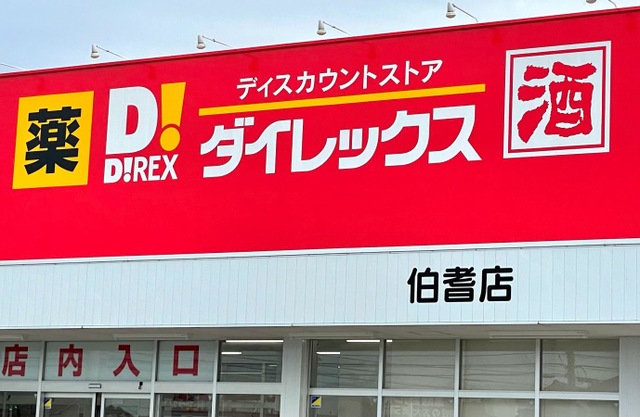 薬
D!
D!REX
ディスカウントストア
ダイレックス
酒
伯耆店
店内入口